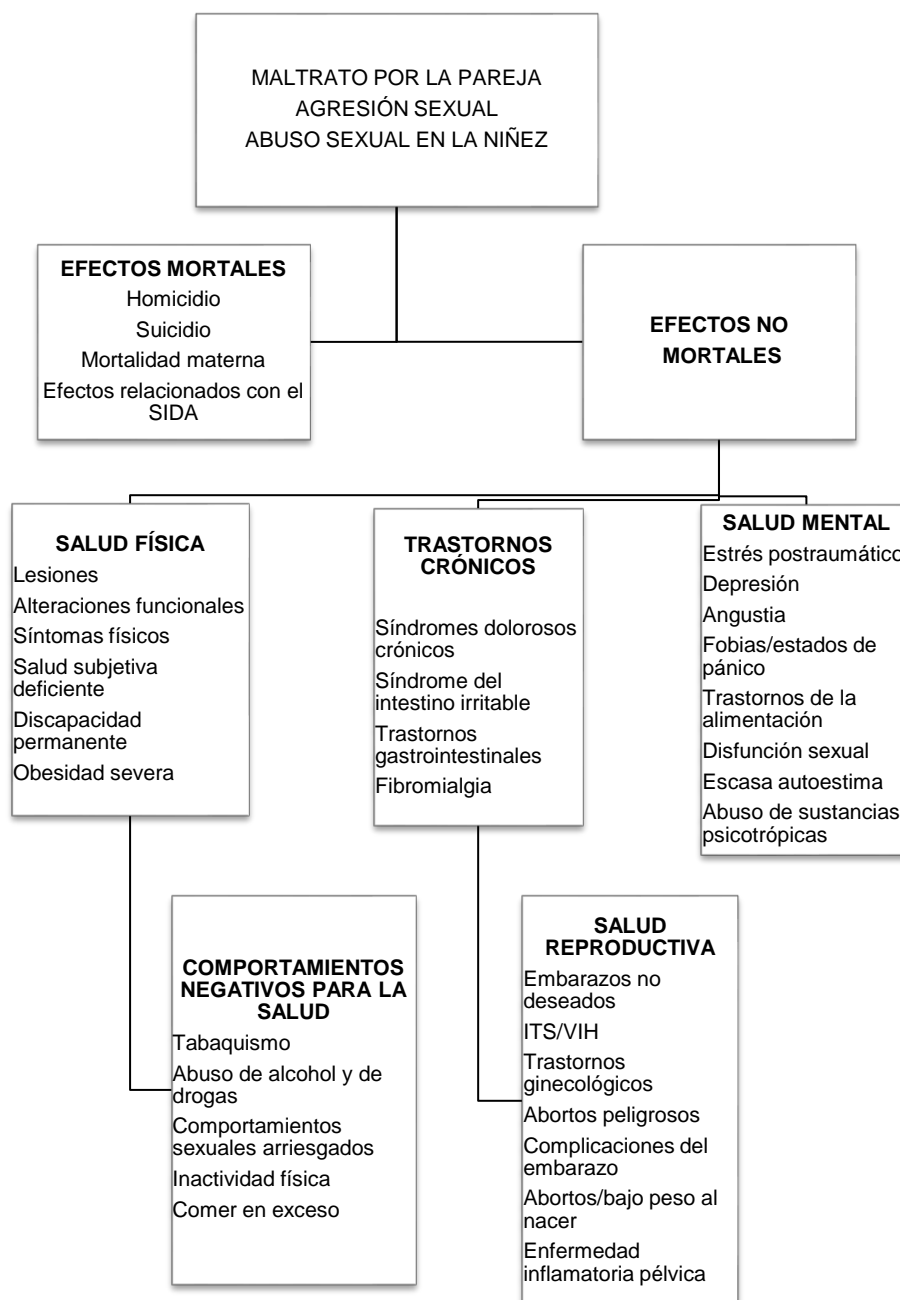 MALTRATO POR LA PAREJA
AGRESIÓN SEXUAL
ABUSO SEXUAL EN LA NIÑEZ
EFECTOS MORTALES
Homicidio
Suicidio
Mortalidad materna
Efectos relacionados con el
SIDA
EFECTOS NO
MORTALES
SALUD FÍSICA
Lesiones
Alteraciones funcionales
Síntomas físicos
Salud subjetiva
deficiente
Discapacidad
permanente
Obesidad severa
TRASTORNOS
CRÓNICOS
Síndromes dolorosos
crónicos
Síndrome del
intestino irritable
Trastornos
gastrointestinales
Fibromialgia
SALUD MENTAL
Estrés postraumático
Depresión
Angustia
Fobias/estados de
pánico
Trastornos de la
alimentación
Disfunción sexual
Escasa autoestima
Abuso de sustancias
psicotrópicas
COMPORTAMIENTOS
NEGATIVOS PARA LA
SALUD
Tabaquismo
Abuso de alcohol y de
drogas
Comportamientos
sexuales arriesgados
Inactividad física
Comer en exceso
SALUD
REPRODUCTIVA
Embarazos no
deseados
ITS/VIH
Trastornos
ginecológicos
Abortos peligrosos
Complicaciones del
embarazo
Abortos/bajo peso al
nacer
Enfermedad
inflamatoria pélvica